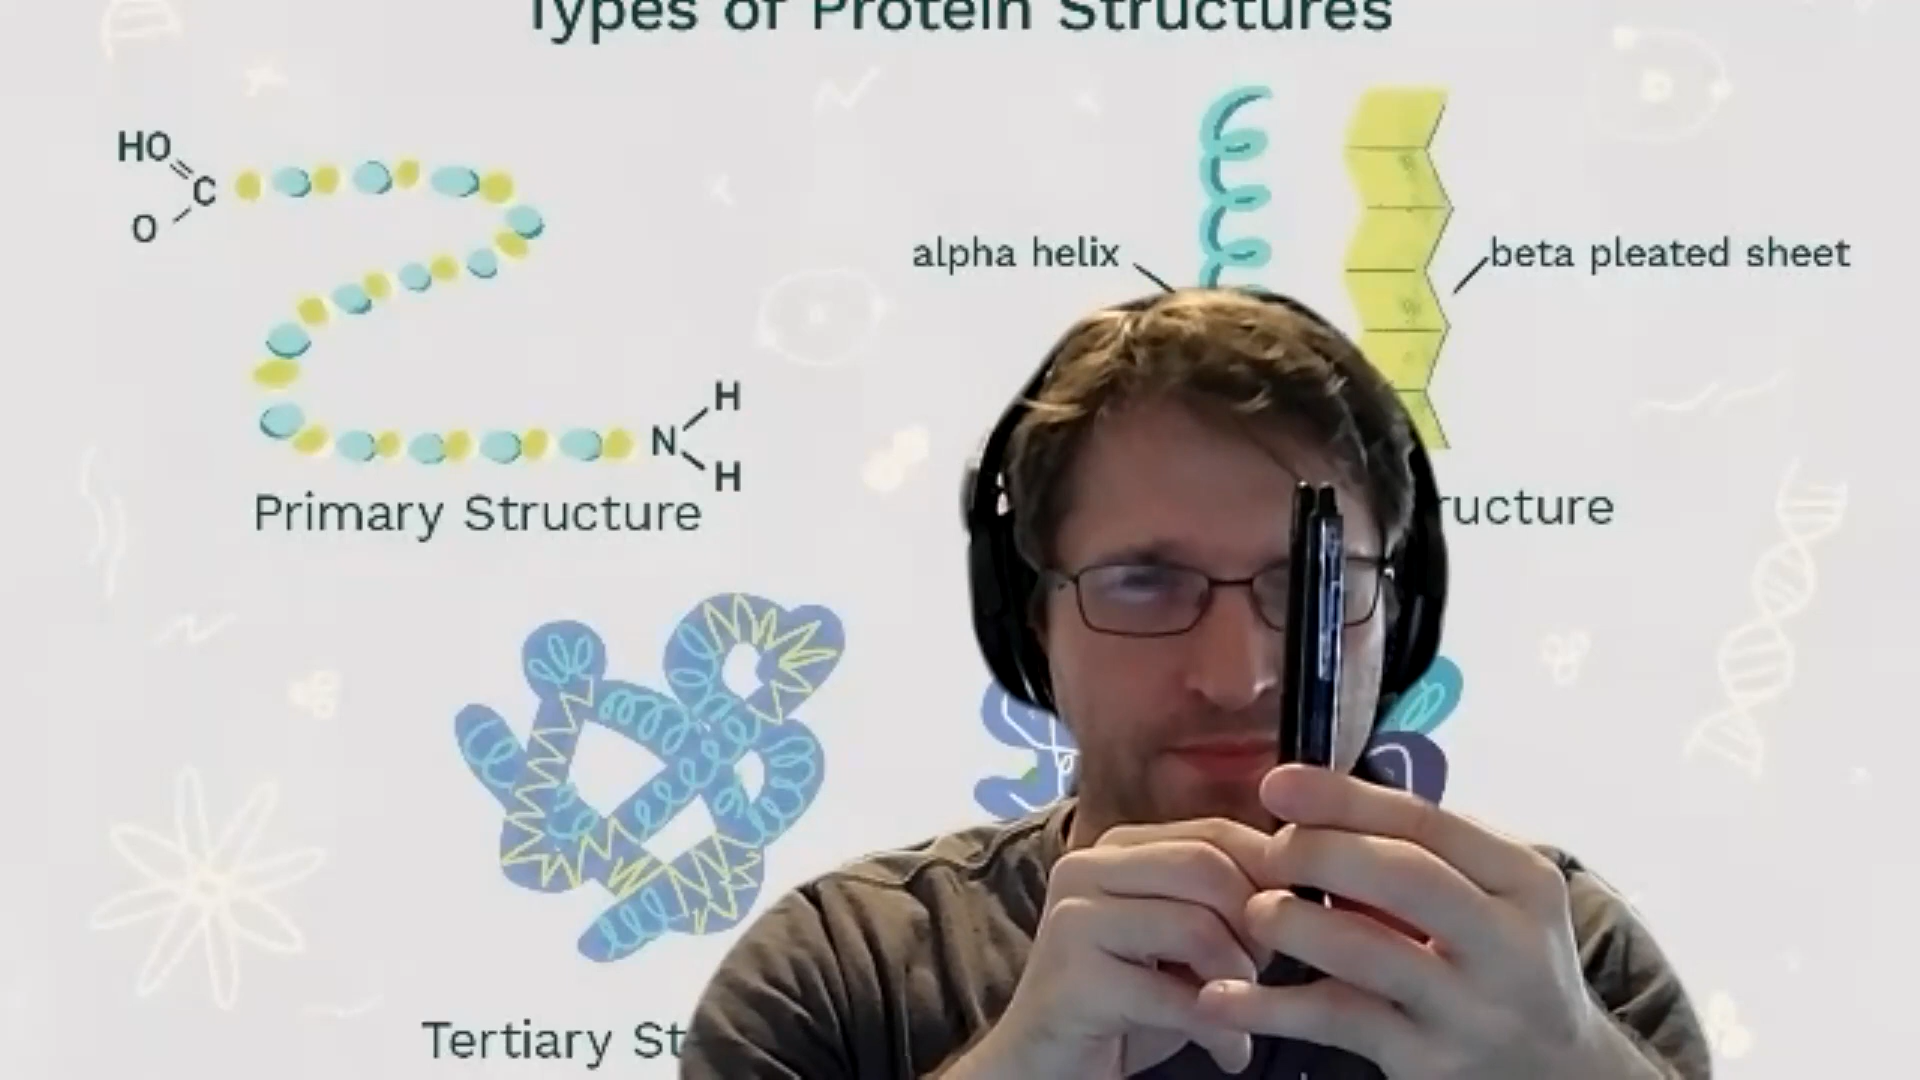 Types of Protein Structures
HO
C
O
N
H
H
Primary Structure
alpha helix
beta pleated sheet
ructure
Tertiary St